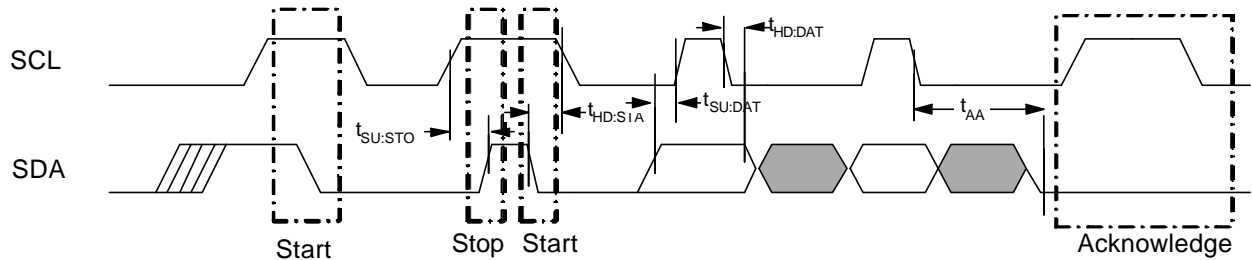 t_HD:DAT
SCL
t_HD:STA
t_SU:DAT
t_AA
t_SU:STO
SDA
Start
Stop
Start
Acknowledge